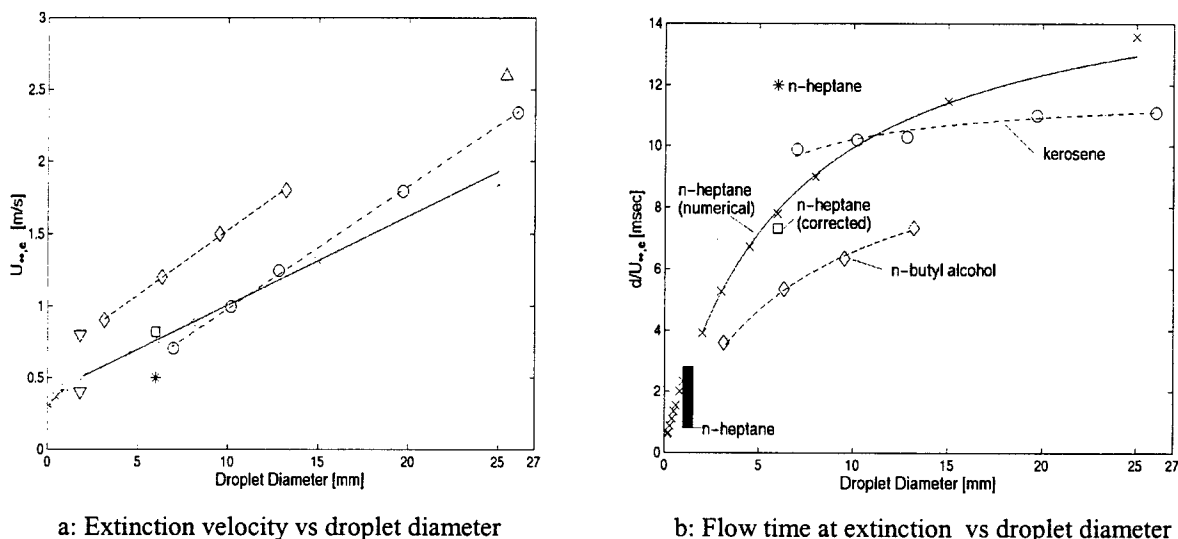 3
2.5
2
1.5
1
0.5
0
U∞,e [m/s]
0 5 10 15 20 25 27
Droplet Diameter [mm]
a: Extinction velocity vs droplet diameter
14
12
10
8
6
4
2
0
d/U∞,e [msec]
n-heptane
kerosene
n-heptane
(numerical)
n-heptane
(corrected)
n-butyl alcohol
n-heptane
0 5 10 15 20 25 27
Droplet Diameter [mm]
b: Flow time at extinction vs droplet diameter